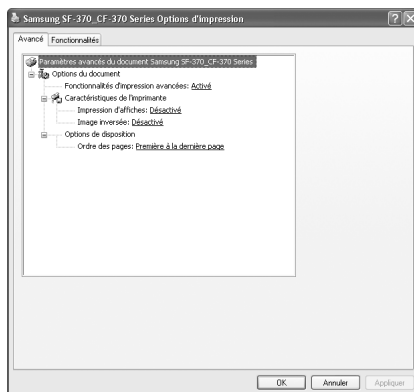 Samsung SF-370_CF-370 Series Options d'impression
Avancé Fonctionnalités
Paramètres avancés du document Samsung SF-370_CF-370 Series
Options du document
Fonctionnalités d'impression avancées: Activé
Caractéristiques de l'imprimante
Impression d'affiches: Désactivé
Image inversée: Désactivé
Options de disposition
Ordre des pages: Première à la dernière page
OK Annuler Appliquer